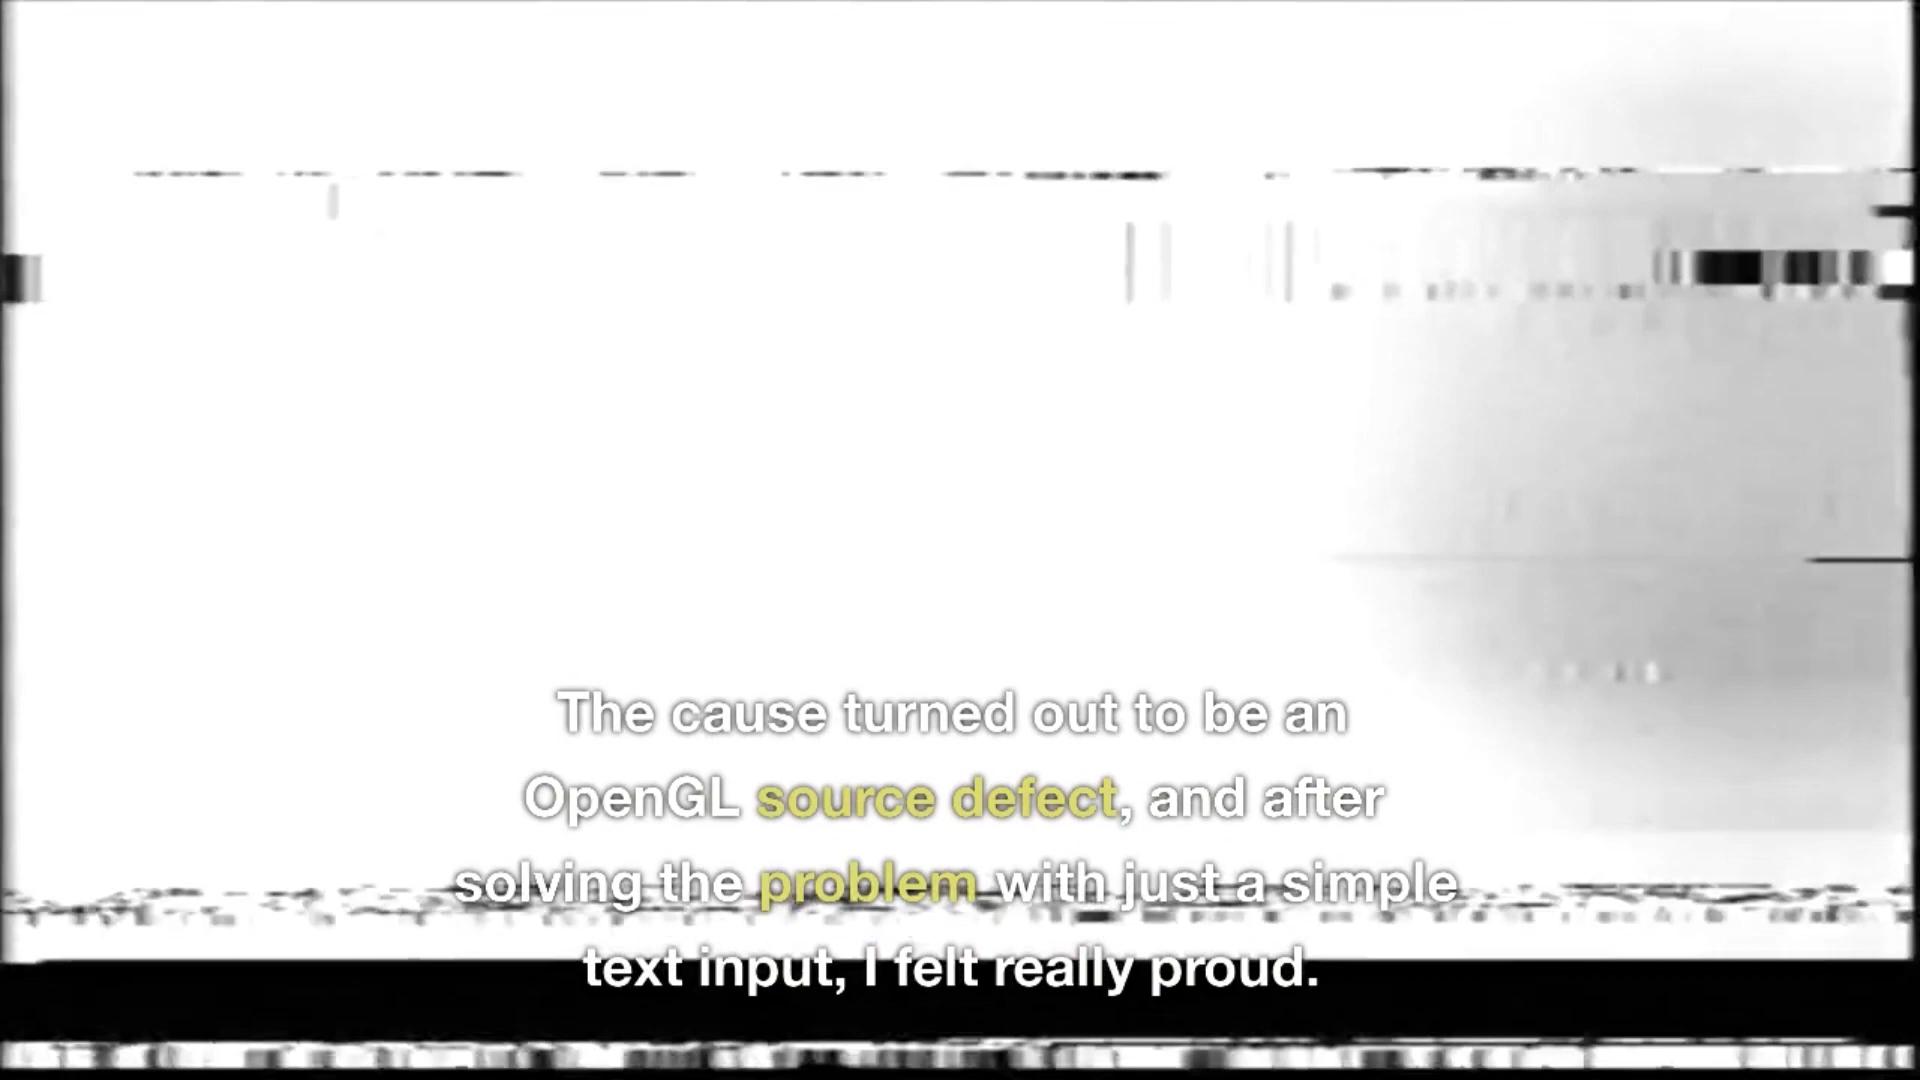 The cause turned out to be an
OpenGL source defect, and after
solving the problem with just a simple
text input, I felt really proud.